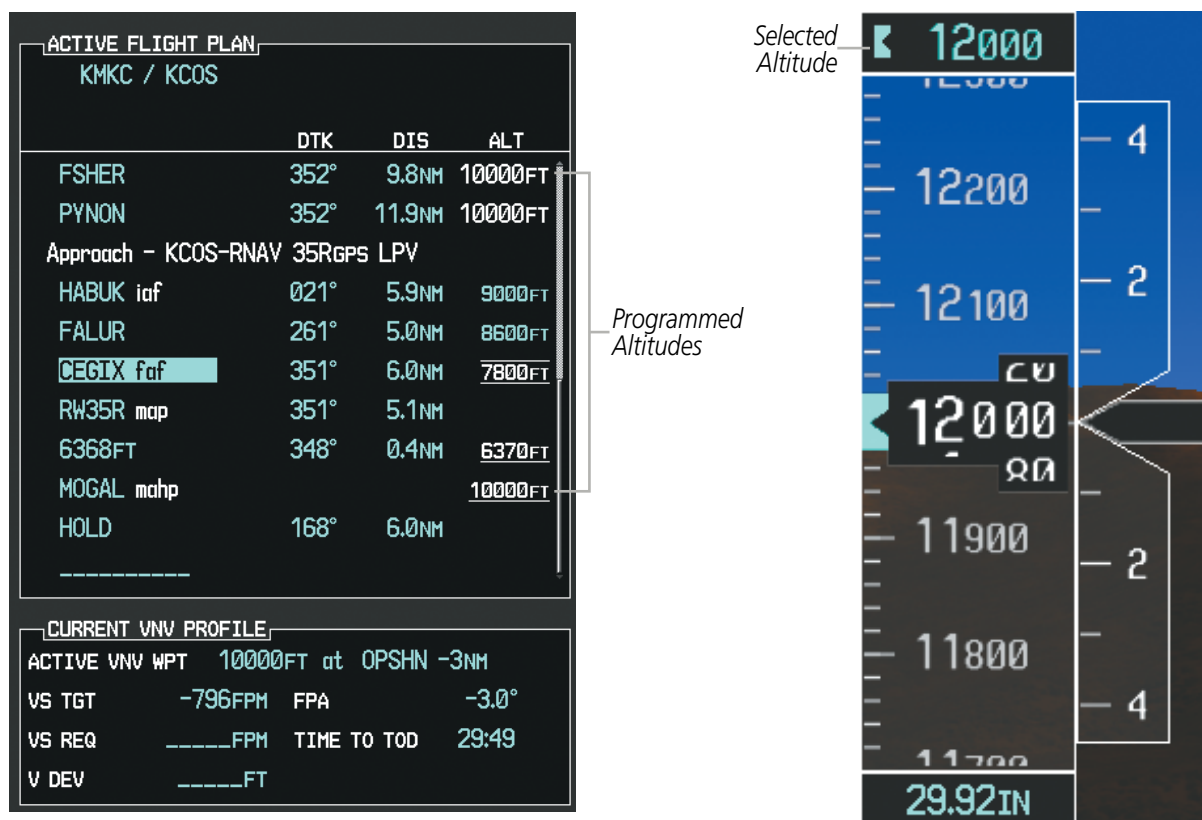 ACTIVE FLIGHT PLAN
KMKC / KCOS
DTK DIS ALT
FSHER 352° 9.8NM 10000FT
PYNON 352° 11.9NM 10000FT
Approach – KCOS-RNAV 35RGPS LPV
HABUK iaf 021° 5.9NM 9000FT
FALUR 261° 5.0NM 8600FT
CEGIX faf 351° 6.0NM 7800FT
RW35R map 351° 5.1NM
6368FT 348° 0.4NM 6370FT
MOGAL mahp 10000FT
HOLD 168° 6.0NM
__________
CURRENT VNV PROFILE
ACTIVE VNV WPT 10000FT at OPSHN -3NM
VS TGT -796FPM FPA -3.0°
VS REQ _____FPM TIME TO TOD 29:49
V DEV _____FT
Programmed
Altitudes
Selected
Altitude
12000
4
12200
2
12100
12000
11900
2
11800
4
29.92IN